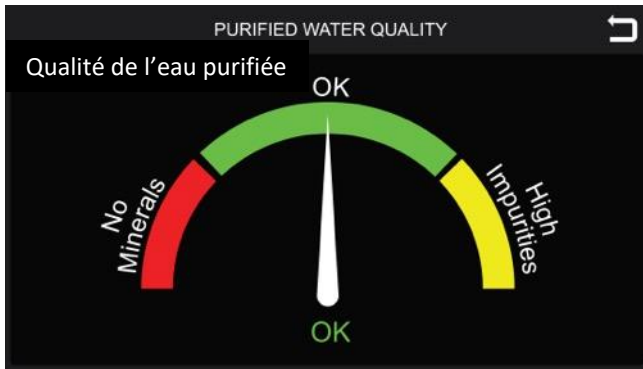 PURIFIED WATER QUALITY
Qualité de l’eau purifiée
OK
No
Minerals
High
Impurities
OK